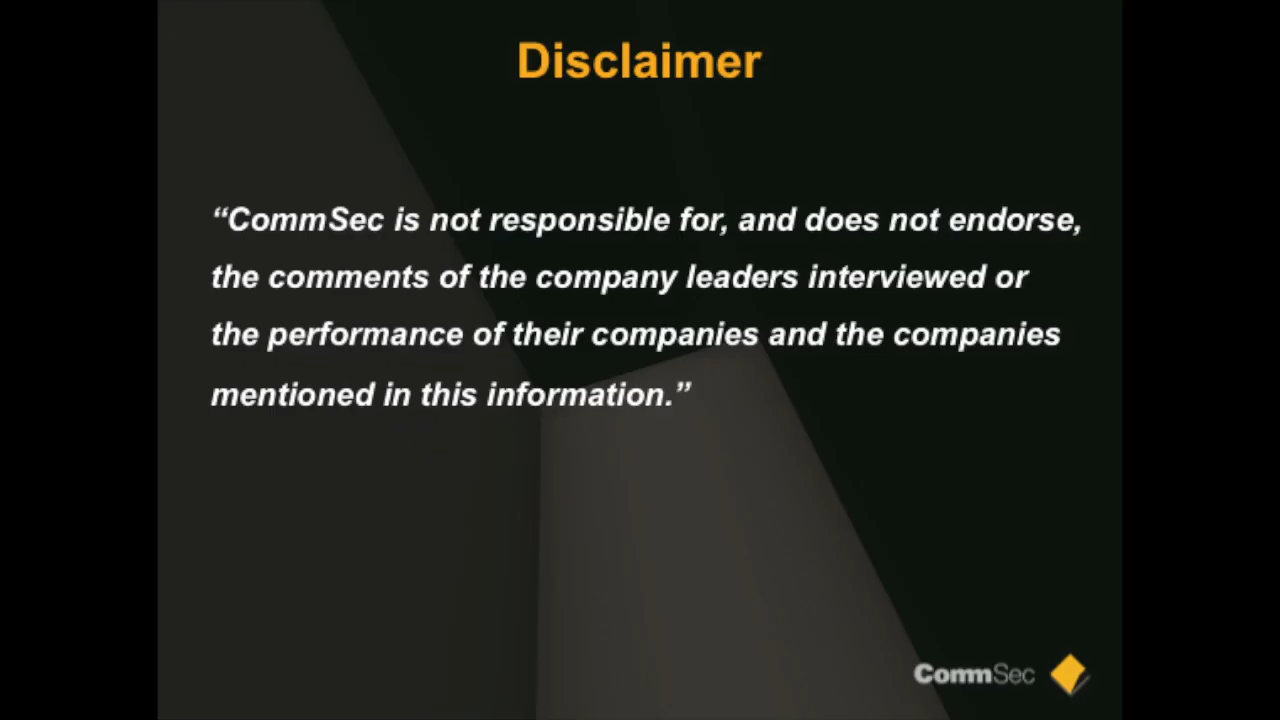 Disclaimer
“CommSec is not responsible for, and does not endorse,
the comments of the company leaders interviewed or
the performance of their companies and the companies
mentioned in this information.”
CommSec